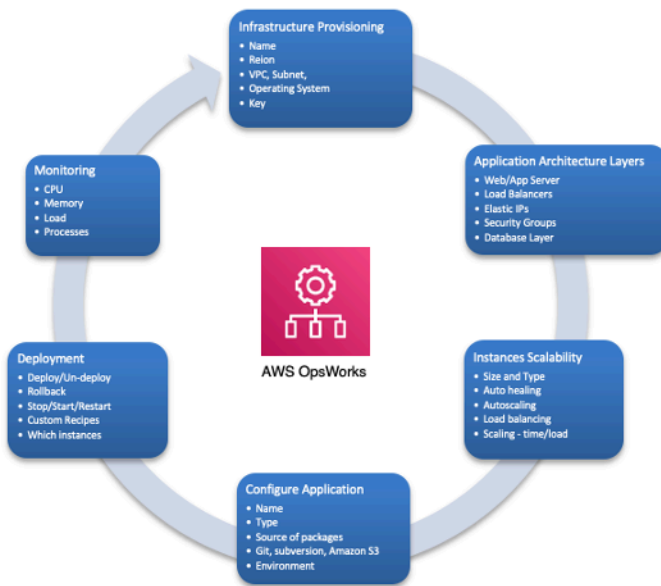 Infrastructure Provisioning
• Name
• Reion
• VPC, Subnet,
• Operating System
• Key
Application Architecture Layers
• Web/App Server
• Load Balancers
• Elastic IPs
• Security Groups
• Database Layer
Instances Scalability
• Size and Type
• Auto healing
• Autoscaling
• Load balancing
• Scaling - time/load
Configure Application
• Name
• Type
• Source of packages
• Git, subversion, Amazon S3
• Environment
Deployment
• Deploy/Un-deploy
• Rollback
• Stop/Start/Restart
• Custom Recipes
• Which instances
Monitoring
• CPU
• Memory
• Load
• Processes
AWS OpsWorks